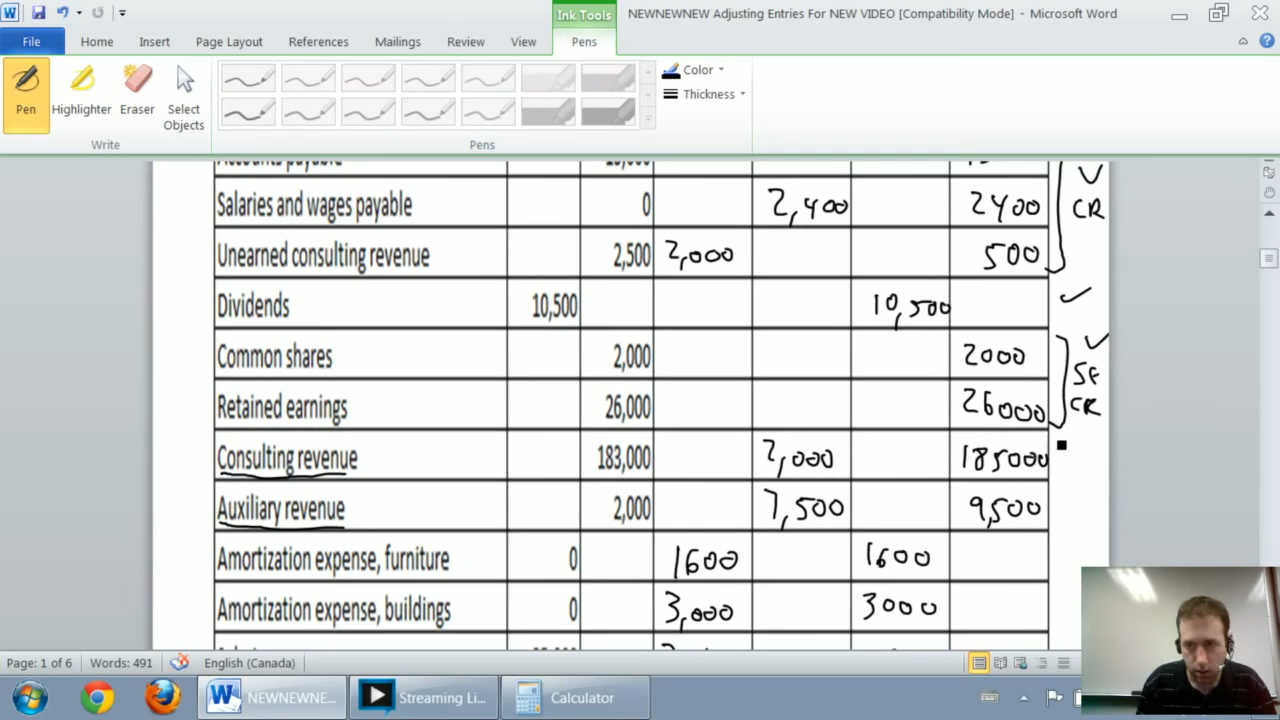 Ink Tools
NEWNEWNEW Adjusting Entries For NEW VIDEO [Compatibility Mode] - Microsoft Word
File Home Insert Page Layout References Mailings Review View Pens
Pen Highlighter Eraser Select Objects
Color
Thickness
Write Pens
Accounts payable
Salaries and wages payable 0 2,400 2400
CR
Unearned consulting revenue 2,500 2,000 500
Dividends 10,500 10,500
Common shares 2,000 2000
SE
Retained earnings 26,000 26000
CR
Consulting revenue 183,000 2,000 185000
Auxiliary revenue 2,000 7,500 9,500
Amortization expense, furniture 0 1600 1600
Amortization expense, buildings 0 3,000 3000
Page: 1 of 6 Words: 491 English (Canada)
NEWNEWNE... Streaming Li... Calculator